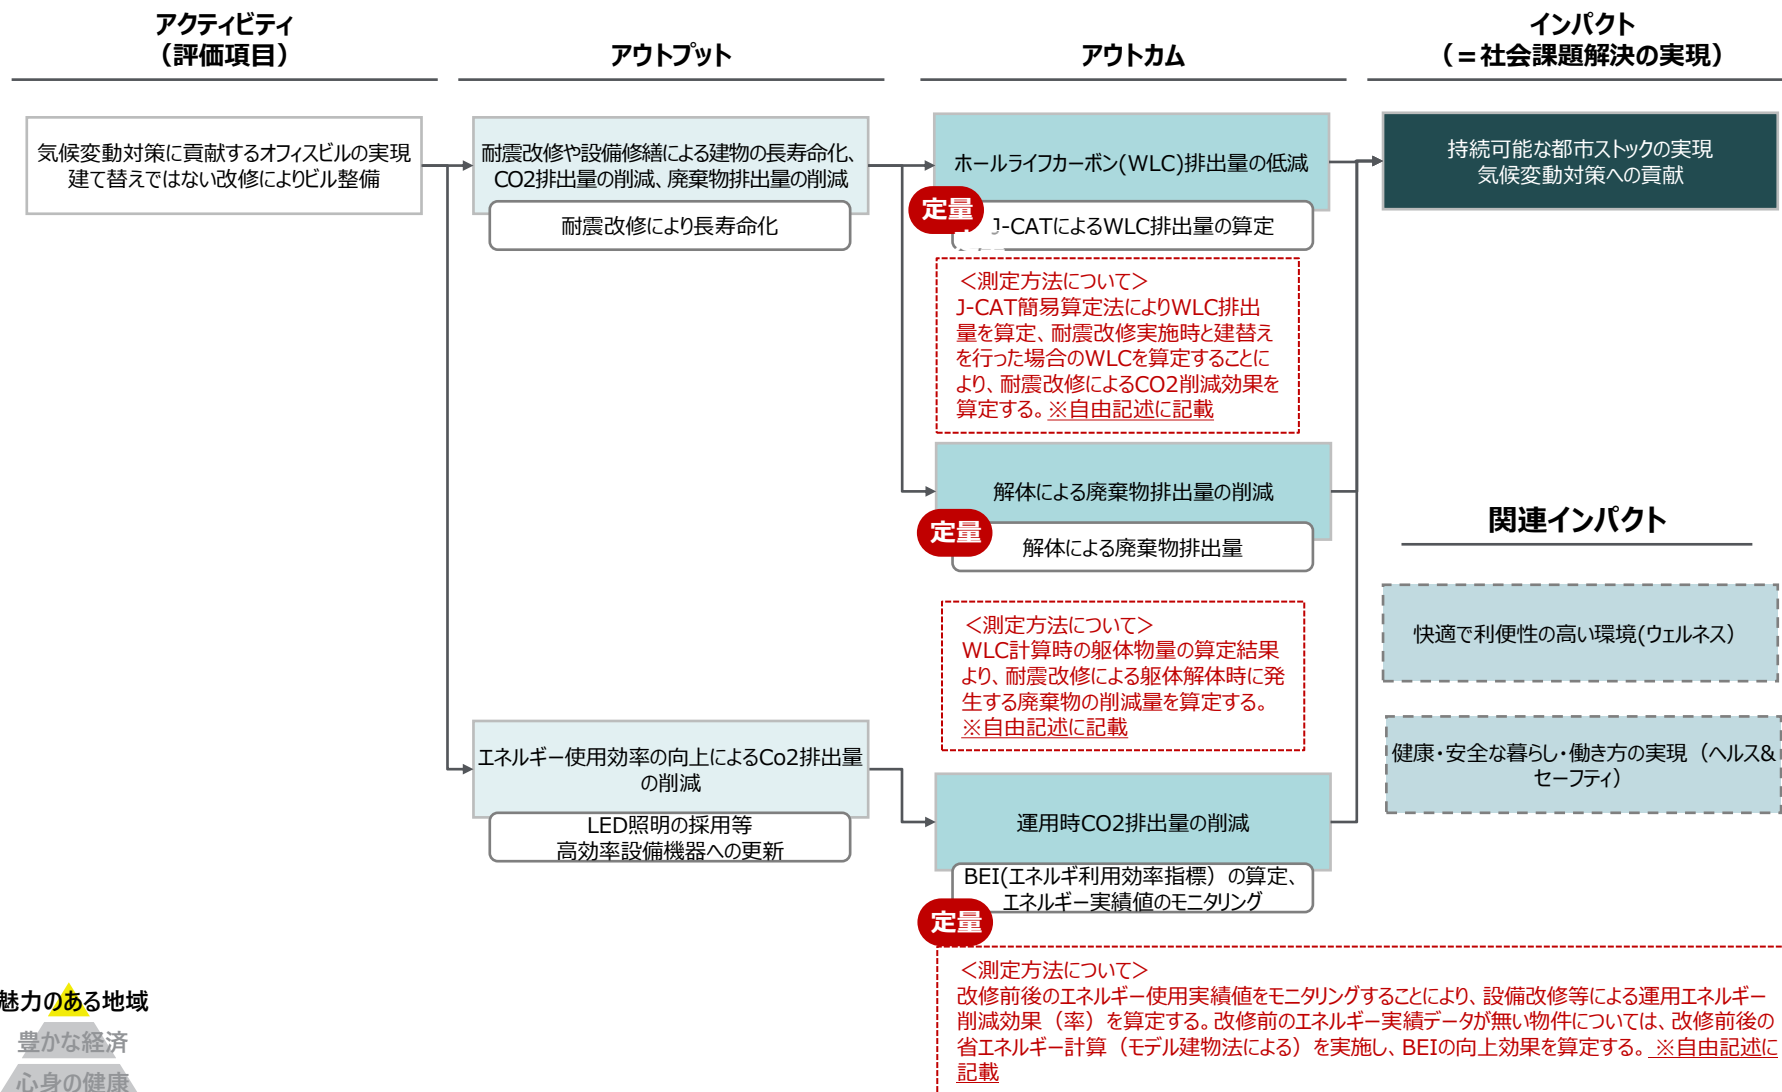 アクティビティ
（評価項目）
アウトプット
アウトカム
インパクト
（＝社会課題解決の実現）
気候変動対策に貢献するオフィスビルの実現
建て替えではない改修によりビル整備
耐震改修や設備修繕による建物の長寿命化、
CO2排出量の削減、廃棄物排出量の削減
耐震改修により長寿命化
ホールライフカーボン(WLC)排出量の低減
定量
J-CATによるWLC排出量の算定
＜測定方法について＞
J-CAT簡易算定法によりWLC排出
量を算定、耐震改修実施時と建替え
を行った場合のWLCを算定することに
より、耐震改修によるCO2削減効果を
算定する。※自由記述に記載
持続可能な都市ストックの実現
気候変動対策への貢献
解体による廃棄物排出量の削減
定量
解体による廃棄物排出量
＜測定方法について＞
WLC計算時の躯体物量の算定結果
より、耐震改修による躯体解体時に発
生する廃棄物の削減量を算定する。
※自由記述に記載
関連インパクト
快適で利便性の高い環境(ウェルネス）
健康・安全な暮らし・働き方の実現（ヘルス&
セーフティ）
エネルギー使用効率の向上によるCo2排出量
の削減
LED照明の採用等
高効率設備機器への更新
運用時CO2排出量の削減
BEI(エネルギ利用効率指標）の算定、
エネルギー実績値のモニタリング
定量
＜測定方法について＞
改修前後のエネルギー使用実績値をモニタリングすることにより、設備改修等による運用エネルギー
削減効果（率）を算定する。改修前のエネルギー実績データが無い物件については、改修前後の
省エネルギー計算（モデル建物法による）を実施し、BEIの向上効果を算定する。※自由記述に
記載
魅力のある地域
豊かな経済
心身の健康